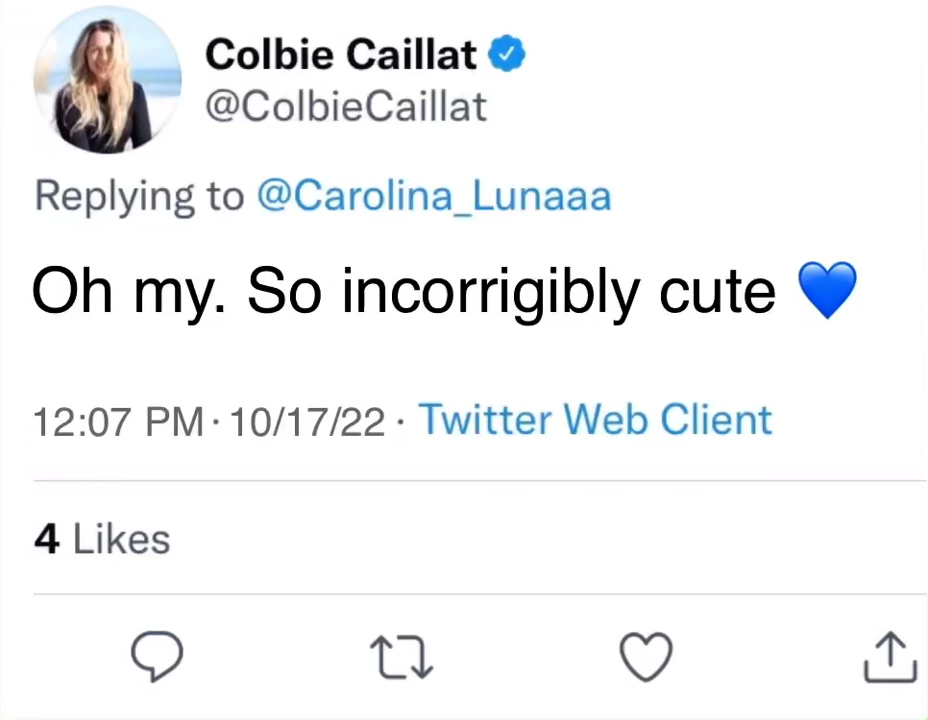 Colbie Caillat
@ColbieCaillat
Replying to @Carolina_Lunaaa
Oh my. So incorrigibly cute 💙
12:07 PM · 10/17/22 · Twitter Web Client
4 Likes